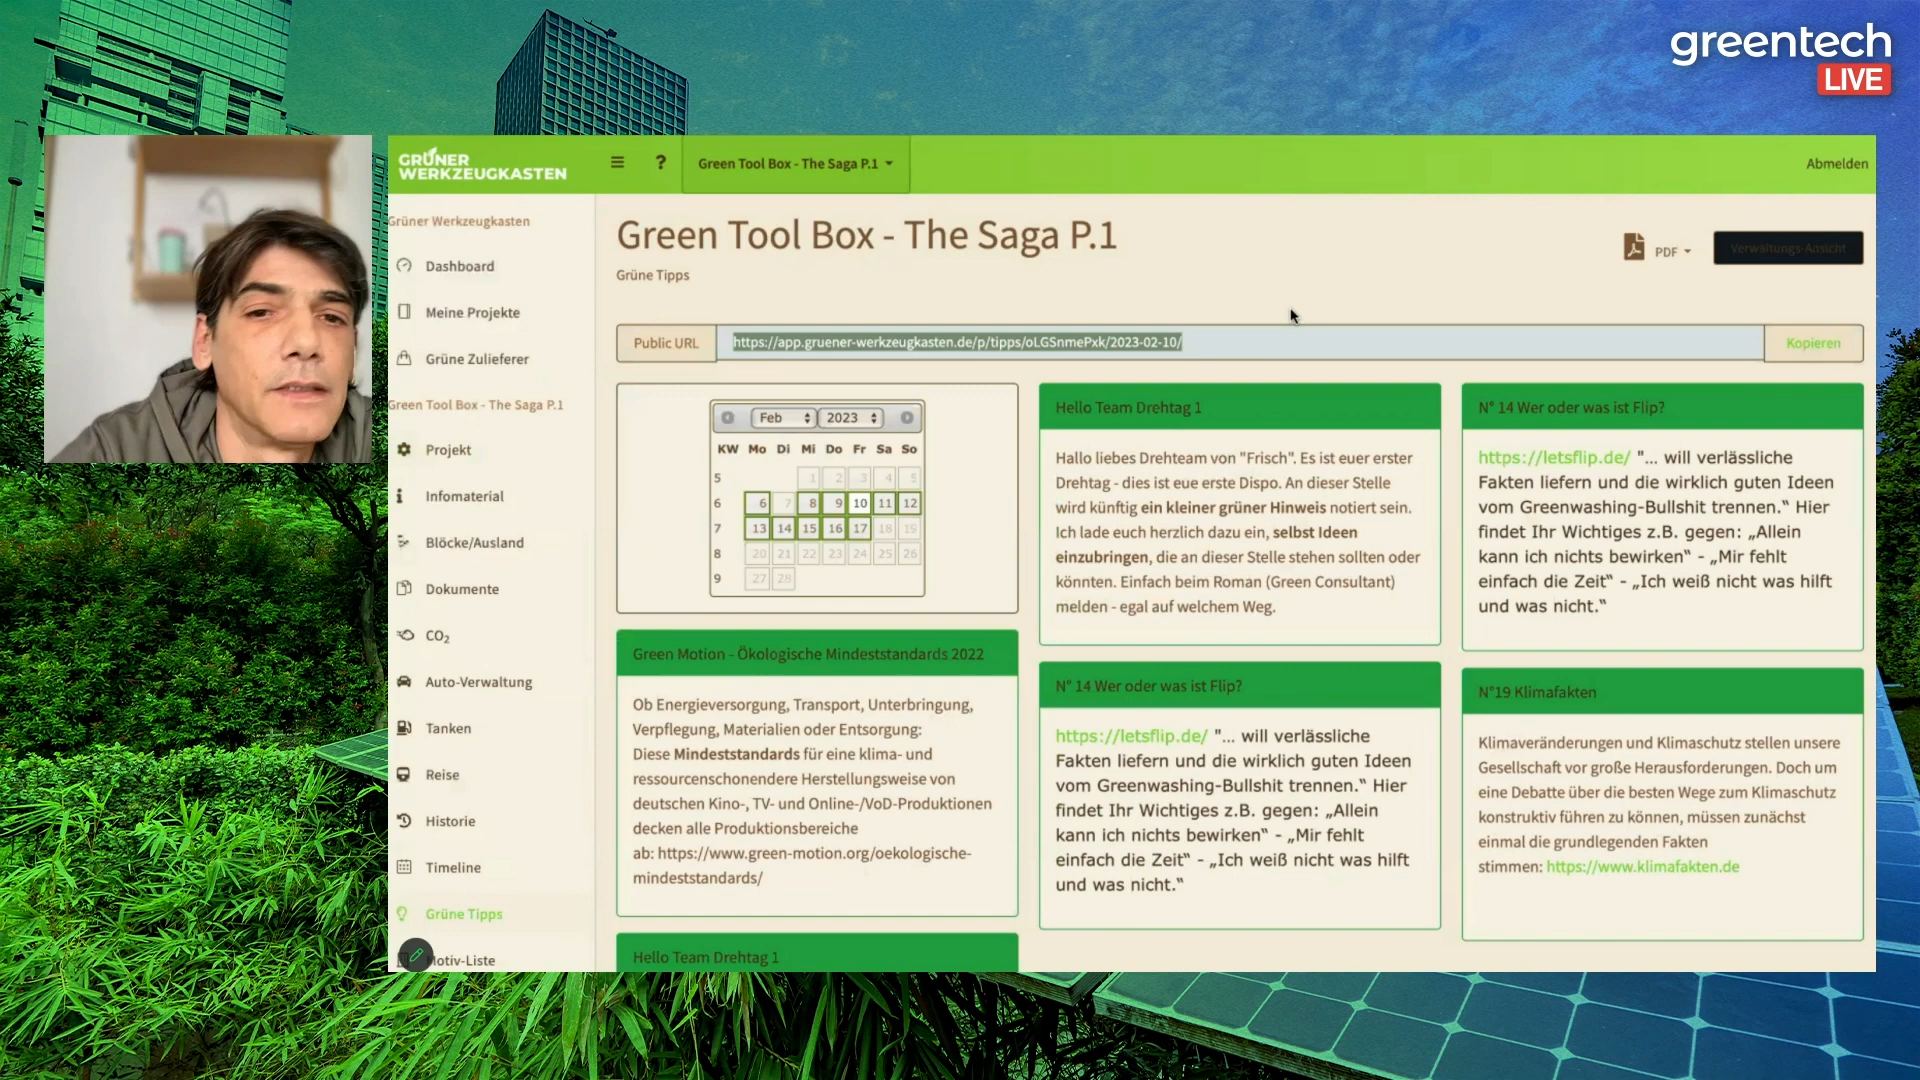 greentech
LIVE
GRÜNER
WERKZEUGKASTEN
?
Green Tool Box - The Saga P.1
Abmelden
Grüner Werkzeugkasten
Dashboard
Meine Projekte
Grüne Zulieferer
Green Tool Box - The Saga P.1
Projekt
Infomaterial
Blöcke/Ausland
Dokumente
CO₂
Auto-Verwaltung
Tanken
Reise
Historie
Timeline
Grüne Tipps
Motiv-Liste
Green Tool Box - The Saga P.1
Grüne Tipps
PDF
Verwaltungs-Ansicht
Public URL
https://app.gruener-werkzeugkasten.de/p/tipps/oLGSnmePxk/2023-02-10/
Kopieren
Feb 2023
KW Mo Di Mi Do Fr Sa So
5 1 2 3 4 5
6 6 7 8 9 10 11 12
7 13 14 15 16 17 18 19
8 20 21 22 23 24 25 26
9 27 28
Green Motion - Ökologische Mindeststandards 2022
Ob Energieversorgung, Transport, Unterbringung,
Verpflegung, Materialien oder Entsorgung:
Diese Mindeststandards für eine klima- und
ressourcenschonendere Herstellungsweise von
deutschen Kino-, TV- und Online-/VoD-Produktionen
decken alle Produktionsbereiche
ab: https://www.green-motion.org/oekologische-
mindeststandards/
Hello Team Drehtag 1
Hello Team Drehtag 1
Hallo liebes Drehteam von "Frisch". Es ist euer erster
Drehtag - dies ist eue erste Dispo. An dieser Stelle
wird künftig ein kleiner grüner Hinweis notiert sein.
Ich lade euch herzlich dazu ein, selbst Ideen
einzubringen, die an dieser Stelle stehen sollten oder
könnten. Einfach beim Roman (Green Consultant)
melden - egal auf welchem Weg.
N° 14 Wer oder was ist Flip?
https://letsflip.de/ "... will verlässliche
Fakten liefern und die wirklich guten Ideen
vom Greenwashing-Bullshit trennen.“ Hier
findet Ihr Wichtiges z.B. gegen: „Allein
kann ich nichts bewirken“ - „Mir fehlt
einfach die Zeit“ - „Ich weiß nicht was hilft
und was nicht.“
N° 14 Wer oder was ist Flip?
https://letsflip.de/ "... will verlässliche
Fakten liefern und die wirklich guten Ideen
vom Greenwashing-Bullshit trennen.“ Hier
findet Ihr Wichtiges z.B. gegen: „Allein
kann ich nichts bewirken“ - „Mir fehlt
einfach die Zeit“ - „Ich weiß nicht was hilft
und was nicht.“
N°19 Klimafakten
Klimaveränderungen und Klimaschutz stellen unsere
Gesellschaft vor große Herausforderungen. Doch um
eine Debatte über die besten Wege zum Klimaschutz
konstruktiv führen zu können, müssen zunächst
einmal die grundlegenden Fakten
stimmen: https://www.klimafakten.de